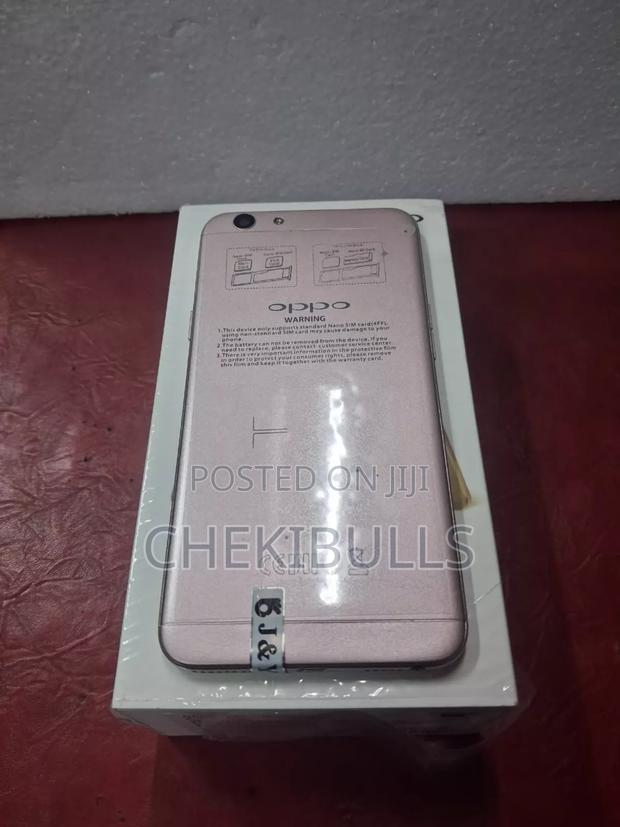 oppo
WARNING
1.This device only supports standard Nano SIM card(4FF),
using non-standard SIM card may cause damage to your
phone.
2.The battery can not be removed from the device, if you
need to replace, please contact customer service center.
3.There is very important information in the protective film
in order to protect your consumer rights, please remove
this film and keep it together with the warranty card.
POSTED ON JIJI
CHEKIBULLS
BJ&